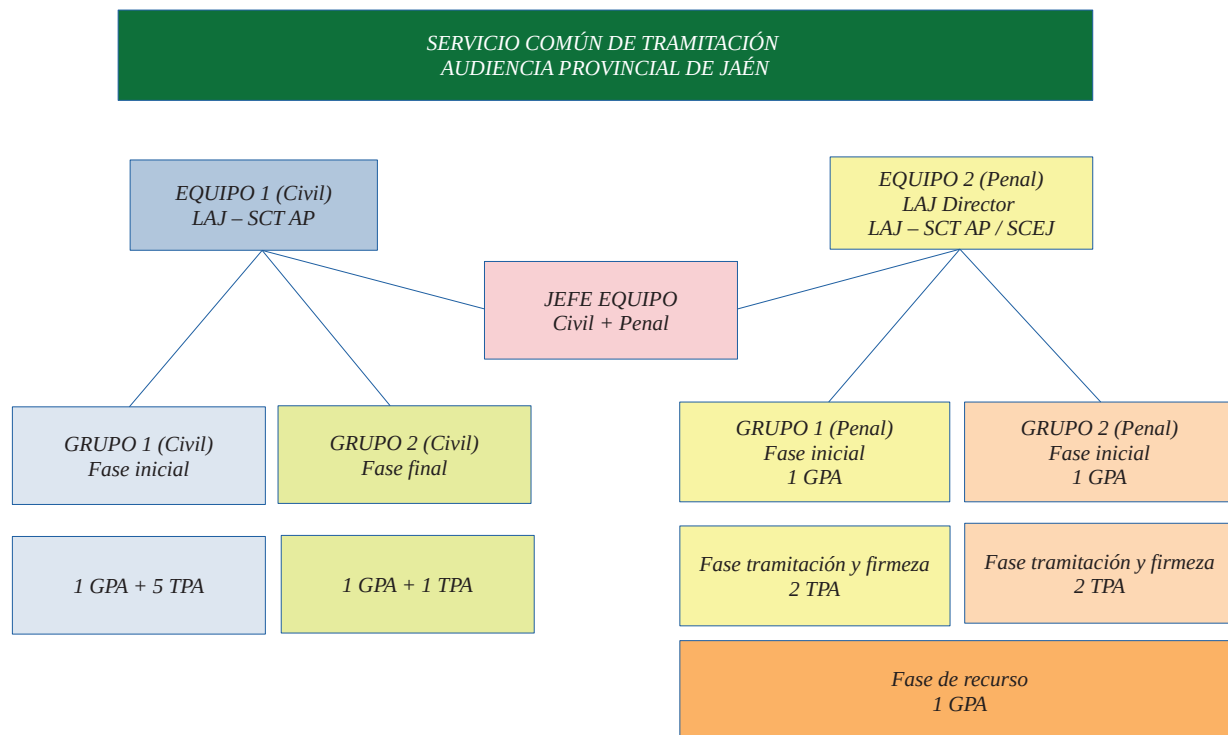 SERVICIO COMÚN DE TRAMITACIÓN
AUDIENCIA PROVINCIAL DE JAÉN
EQUIPO 1 (Civil)
LAJ – SCT AP
EQUIPO 2 (Penal)
LAJ Director
LAJ – SCT AP / SCEJ
JEFE EQUIPO
Civil + Penal
GRUPO 1 (Civil)
Fase inicial
GRUPO 2 (Civil)
Fase final
GRUPO 1 (Penal)
Fase inicial
1 GPA
GRUPO 2 (Penal)
Fase inicial
1 GPA
1 GPA + 5 TPA
1 GPA + 1 TPA
Fase tramitación y firmeza
2 TPA
Fase tramitación y firmeza
2 TPA
Fase de recurso
1 GPA